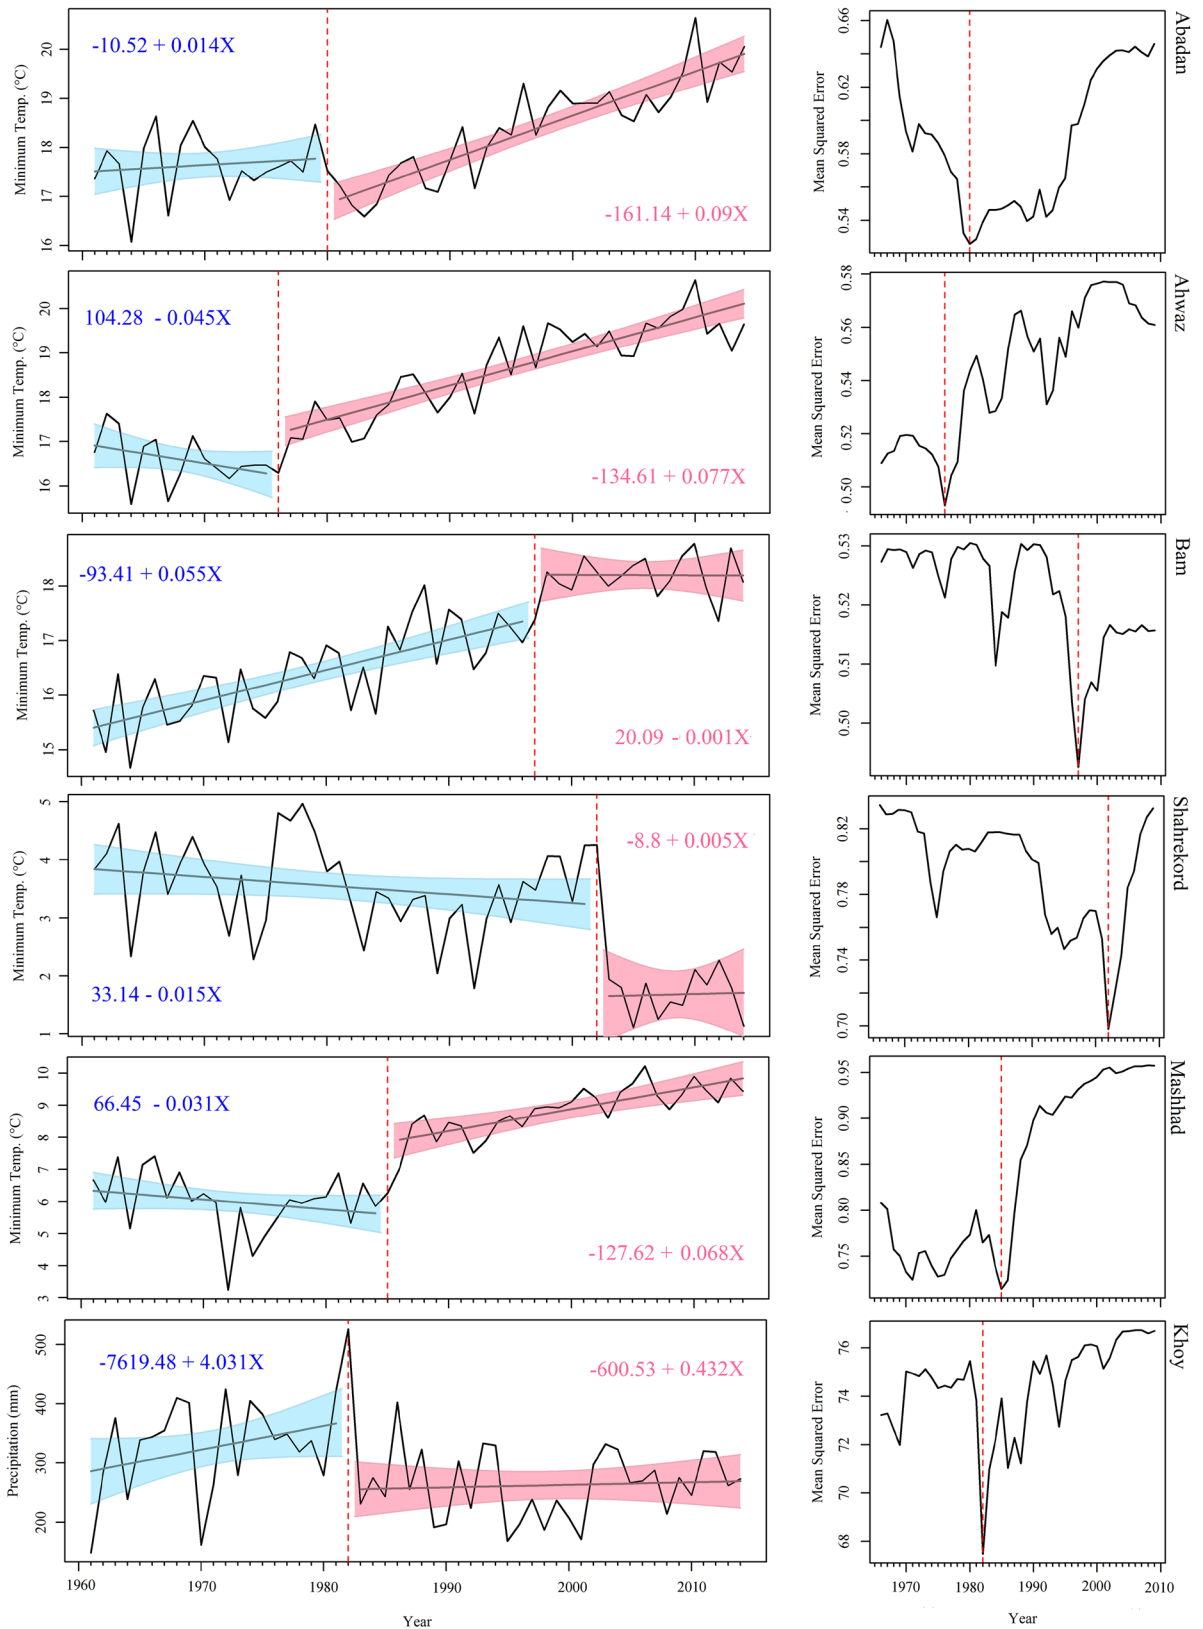 -10.52 + 0.014X
-161.14 + 0.09X
Minimum Temp. (°C)
16
17
18
19
20
Mean Squared Error
0.54
0.58
0.62
0.66
Abadan
104.28 - 0.045X
-134.61 + 0.077X
Minimum Temp. (°C)
16
17
18
19
20
Mean Squared Error
0.50
0.52
0.54
0.56
0.58
Ahwaz
-93.41 + 0.055X
20.09 - 0.001X
Minimum Temp. (°C)
15
16
17
18
Mean Squared Error
0.50
0.51
0.52
0.53
Bam
-8.8 + 0.005X
33.14 - 0.015X
Minimum Temp. (°C)
1
2
3
4
5
Mean Squared Error
0.70
0.74
0.78
0.82
Shahrekord
66.45 - 0.031X
-127.62 + 0.068X
Minimum Temp. (°C)
3
4
5
6
7
8
9
10
Mean Squared Error
0.75
0.80
0.85
0.90
0.95
Mashhad
-7619.48 + 4.031X
-600.53 + 0.432X
Precipitation (mm)
200
300
400
500
Mean Squared Error
68
70
72
74
76
Khoy
1960 1970 1980 1990 2000 2010
Year
1970 1980 1990 2000 2010
Year